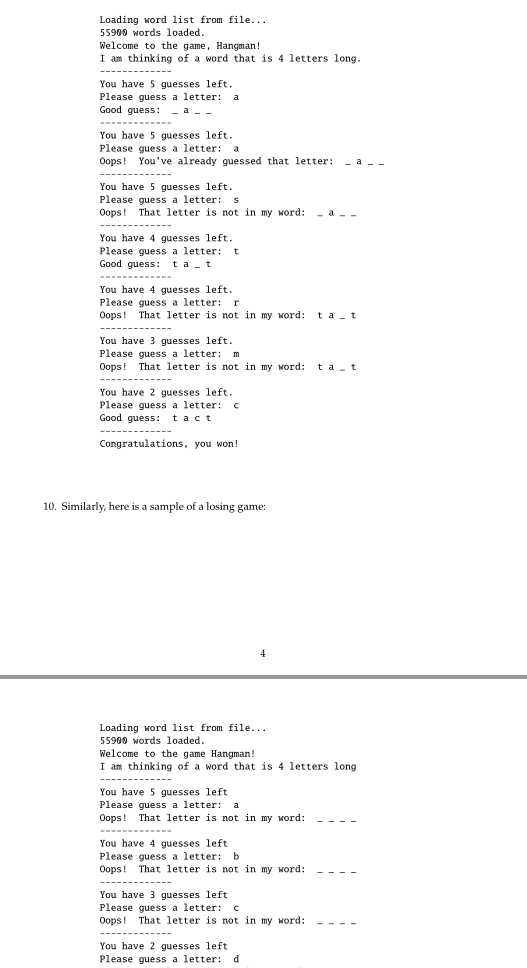 Loading word list from file...
55900 words loaded.
Welcome to the game, Hangman!
I am thinking of a word that is 4 letters long.
-------------
You have 5 guesses left.
Please guess a letter:  a
Good guess:  _ a _ _
-------------
You have 5 guesses left.
Please guess a letter:  a
Oops!  You've already guessed that letter:  _ a _ _
-------------
You have 5 guesses left.
Please guess a letter:  s
Oops!  That letter is not in my word:  _ a _ _
-------------
You have 4 guesses left.
Please guess a letter:  t
Good guess:  t a _ t
-------------
You have 4 guesses left.
Please guess a letter:  r
Oops!  That letter is not in my word:  t a _ t
-------------
You have 3 guesses left.
Please guess a letter:  m
Oops!  That letter is not in my word:  t a _ t
-------------
You have 2 guesses left.
Please guess a letter:  c
Good guess:  t a c t
-------------
Congratulations, you won!
10. Similarly, here is a sample of a losing game:
4
Loading word list from file...
55900 words loaded.
Welcome to the game Hangman!
I am thinking of a word that is 4 letters long
-------------
You have 5 guesses left
Please guess a letter:  a
Oops!  That letter is not in my word:  _ _ _ _
-------------
You have 4 guesses left
Please guess a letter:  b
Oops!  That letter is not in my word:  _ _ _ _
-------------
You have 3 guesses left
Please guess a letter:  c
Oops!  That letter is not in my word:  _ _ _ _
-------------
You have 2 guesses left
Please guess a letter:  d